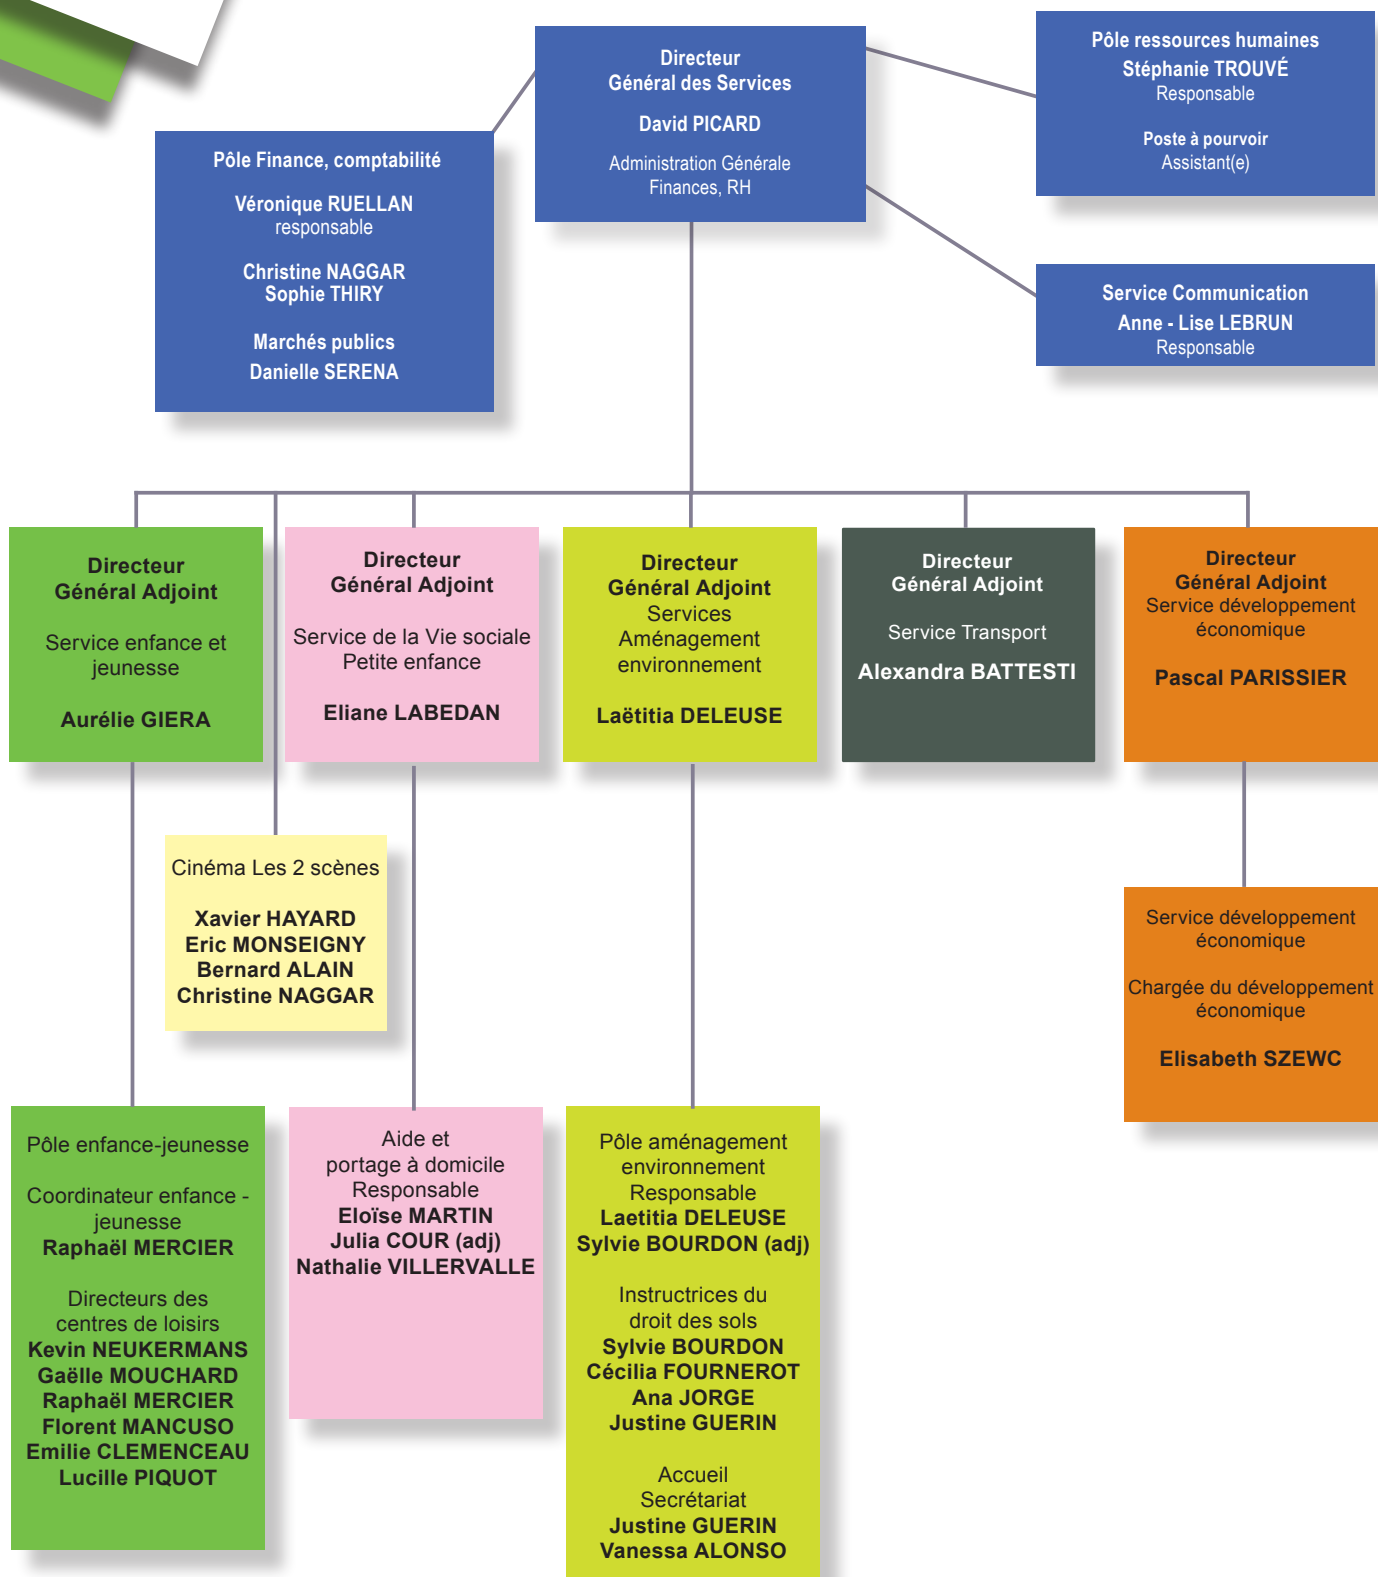 Directeur
Général des Services
David PICARD
Administration Générale
Finances, RH
Pôle ressources humaines
Stéphanie TROUVÉ
Responsable
Poste à pourvoir
Assistant(e)
Pôle Finance, comptabilité
Véronique RUELLAN
responsable
Christine NAGGAR
Sophie THIRY
Marchés publics
Danielle SERENA
Service Communication
Anne - Lise LEBRUN
Responsable
Directeur
Général Adjoint
Service enfance et
jeunesse
Aurélie GIERA
Directeur
Général Adjoint
Service de la Vie sociale
Petite enfance
Eliane LABEDAN
Directeur
Général Adjoint
Services
Aménagement
environnement
Laëtitia DELEUSE
Directeur
Général Adjoint
Service Transport
Alexandra BATTESTI
Directeur
Général Adjoint
Service développement
économique
Pascal PARISSIER
Cinéma Les 2 scènes
Xavier HAYARD
Eric MONSEIGNY
Bernard ALAIN
Christine NAGGAR
Service développement
économique
Chargée du développement
économique
Elisabeth SZEWC
Pôle enfance-jeunesse
Coordinateur enfance -
jeunesse
Raphaël MERCIER
Directeurs des
centres de loisirs
Kevin NEUKERMANS
Gaëlle MOUCHARD
Raphaël MERCIER
Florent MANCUSO
Emilie CLEMENCEAU
Lucille PIQUOT
Aide et
portage à domicile
Responsable
Eloïse MARTIN
Julia COUR (adj)
Nathalie VILLERVALLE
Pôle aménagement
environnement
Responsable
Laetitia DELEUSE
Sylvie BOURDON (adj)
Instructrices du
droit des sols
Sylvie BOURDON
Cécilia FOURNEROT
Ana JORGE
Justine GUERIN
Accueil
Secrétariat
Justine GUERIN
Vanessa ALONSO